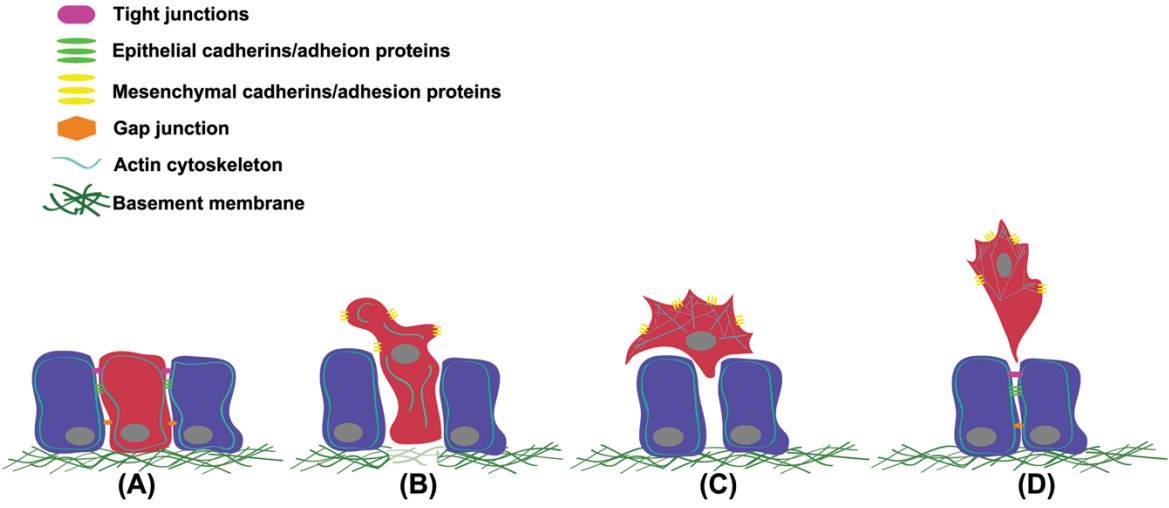 Tight junctions
Epithelial cadherins/adheion proteins
Mesenchymal cadherins/adhesion proteins
Gap junction
Actin cytoskeleton
Basement membrane
(A) (B) (C) (D)